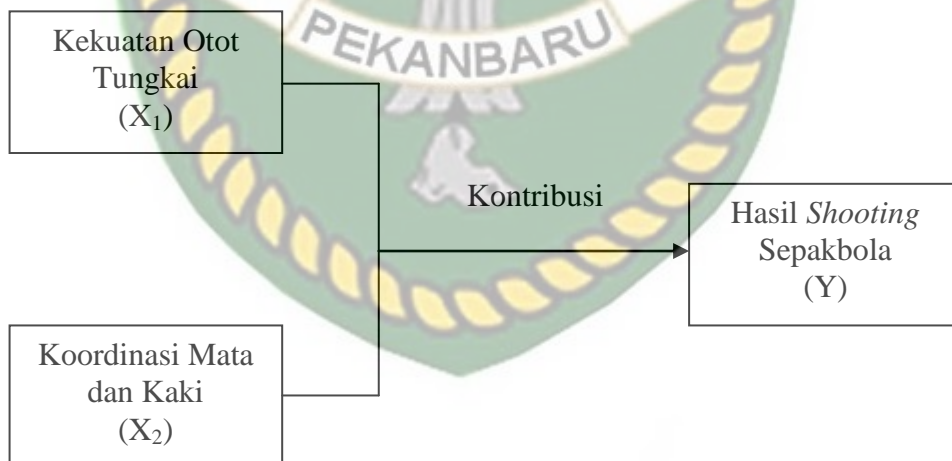 PEKANBARU
Kekuatan Otot
Tungkai
(X₁)
Kontribusi
Hasil Shooting
Sepakbola
(Y)
Koordinasi Mata
dan Kaki
(X₂)